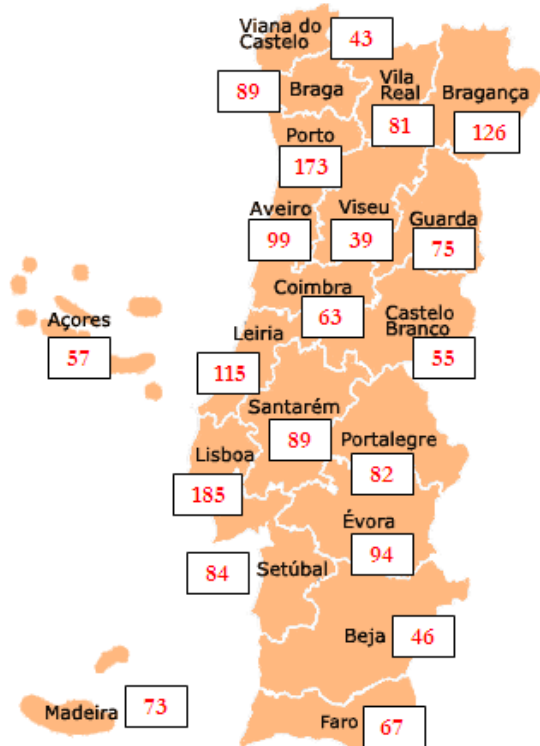 Viana do
Castelo
43
89
Braga
Vila
Real
81
Bragança
126
Porto
173
Aveiro
99
Viseu
39
Guarda
75
Coimbra
63
Castelo
Branco
55
Açores
57
Leiria
115
Santarém
89
Portalegre
82
Lisboa
185
Évora
94
84
Setúbal
Beja
46
Madeira
73
Faro
67